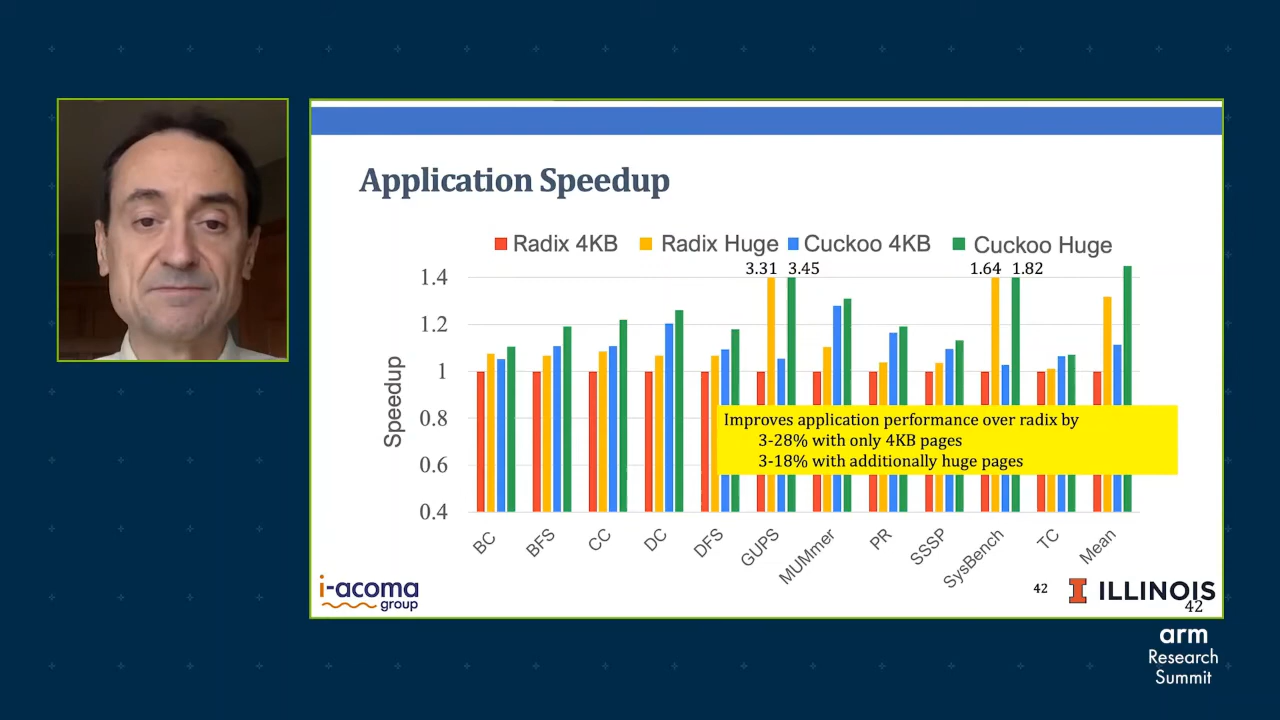 Application Speedup
Radix 4KB Radix Huge Cuckoo 4KB Cuckoo Huge
3.31 3.45 1.64 1.82
1.4
1.2
1
0.8
0.6
0.4
Speedup
Improves application performance over radix by
3-28% with only 4KB pages
3-18% with additionally huge pages
BC BFS CC DC DFS GUPS MUMmer PR SSSP SysBench TC Mean
i-acoma
group
42
ILLINOIS
42
arm
Research
Summit